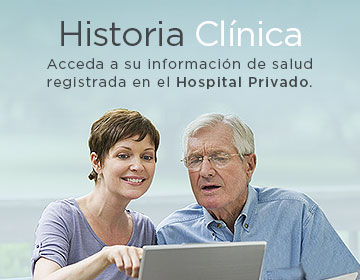 Historia Clínica
Acceda a su información de salud
registrada en el Hospital Privado.